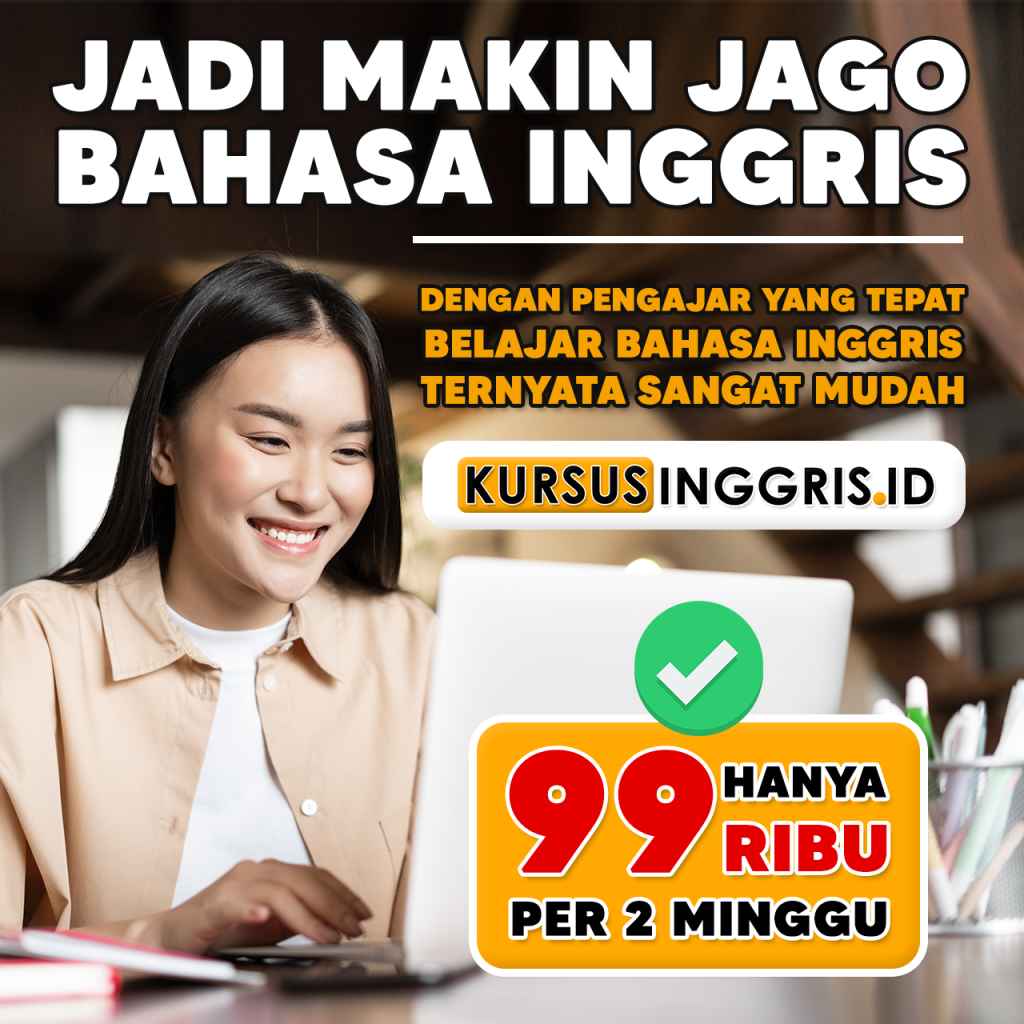 JADI MAKIN JAGO
BAHASA INGGRIS
DENGAN PENGAJAR YANG TEPAT
BELAJAR BAHASA INGGRIS
TERNYATA SANGAT MUDAH
KURSUSINGGRIS.ID
99 HANYA
RIBU
PER 2 MINGGU